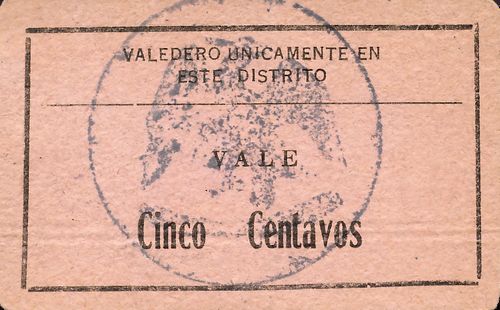 VALEDERO UNICAMENTE EN
ESTE DISTRITO
VALE
Cinco Centavos